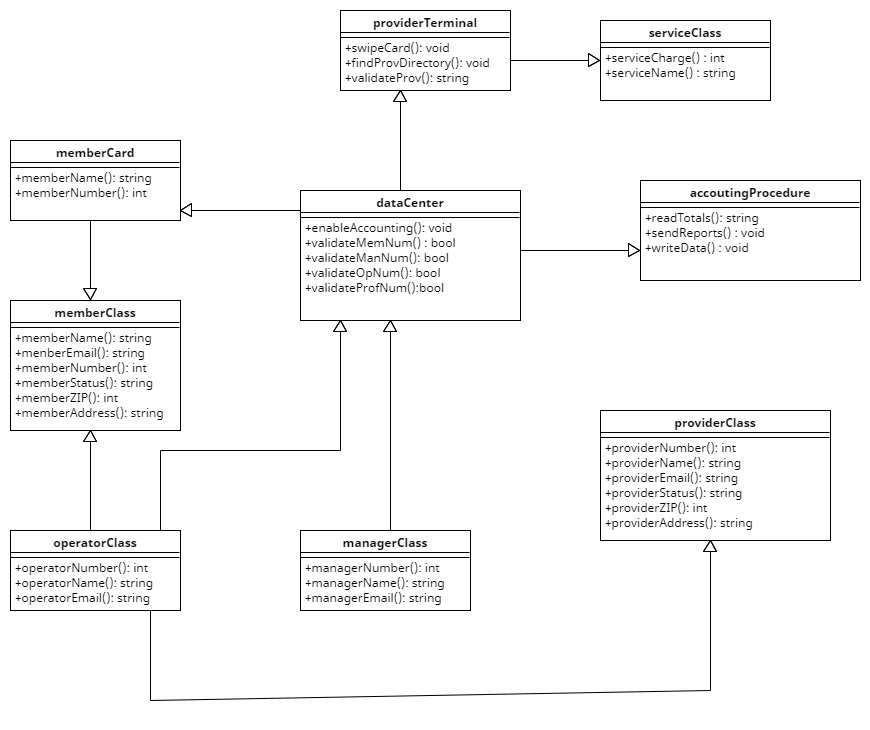 providerTerminal
+swipeCard(): void
+findProvDirectory(): void
+validateProv(): string
serviceClass
+serviceCharge() : int
+serviceName() : string
memberCard
+memberName(): string
+memberNumber(): int
dataCenter
+enableAccounting(): void
+validateMemNum() : bool
+validateManNum(): bool
+validateOpNum(): bool
+validateProfNum():bool
accoutingProcedure
+readTotals(): string
+sendReports() : void
+writeData() : void
memberClass
+memberName(): string
+menberEmail(): string
+memberNumber(): int
+memberStatus(): string
+memberZIP(): int
+memberAddress(): string
providerClass
+providerNumber(): int
+providerName(): string
+providerEmail(): string
+providerStatus(): string
+providerZIP(): int
+providerAddress(): string
operatorClass
+operatorNumber(): int
+operatorName(): string
+operatorEmail(): string
managerClass
+managerNumber(): int
+managerName(): string
+managerEmail(): string